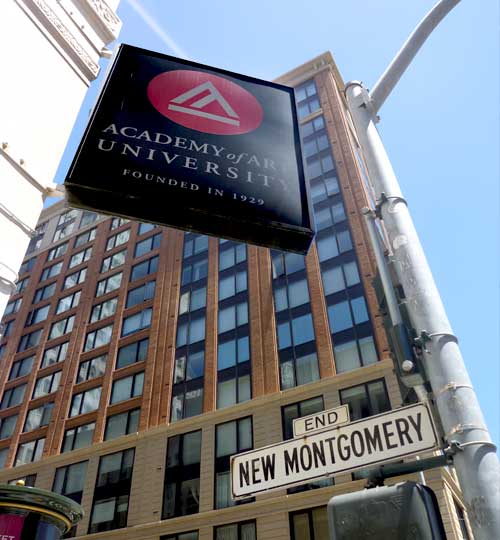 ACADEMY of ART
UNIVERSITY
FOUNDED IN 1929
END
NEW MONTGOMERY